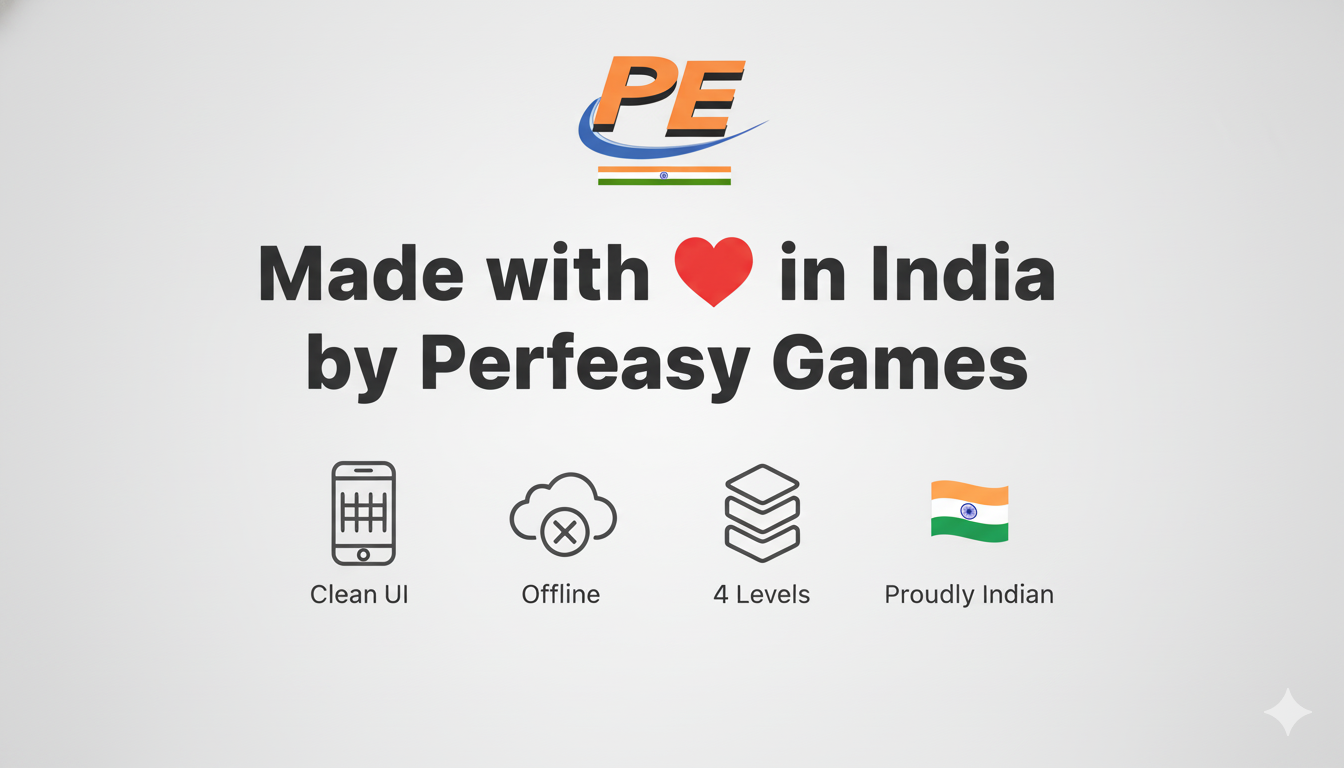 PE
Made with ❤️ in India
by Perfeasy Games
Clean UI
Offline
4 Levels
Proudly Indian